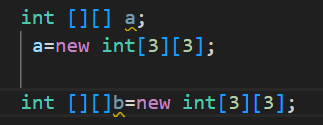 int [][] a;
a=new int[3][3];
int [][]b=new int[3][3];